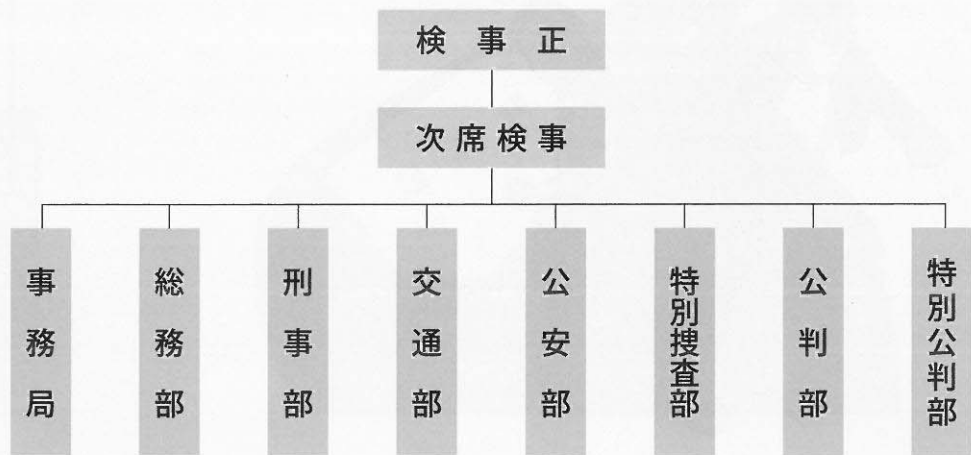 検事正
次席検事
事務局
総務部
刑事部
交通部
公安部
特別捜査部
公判部
特別公判部